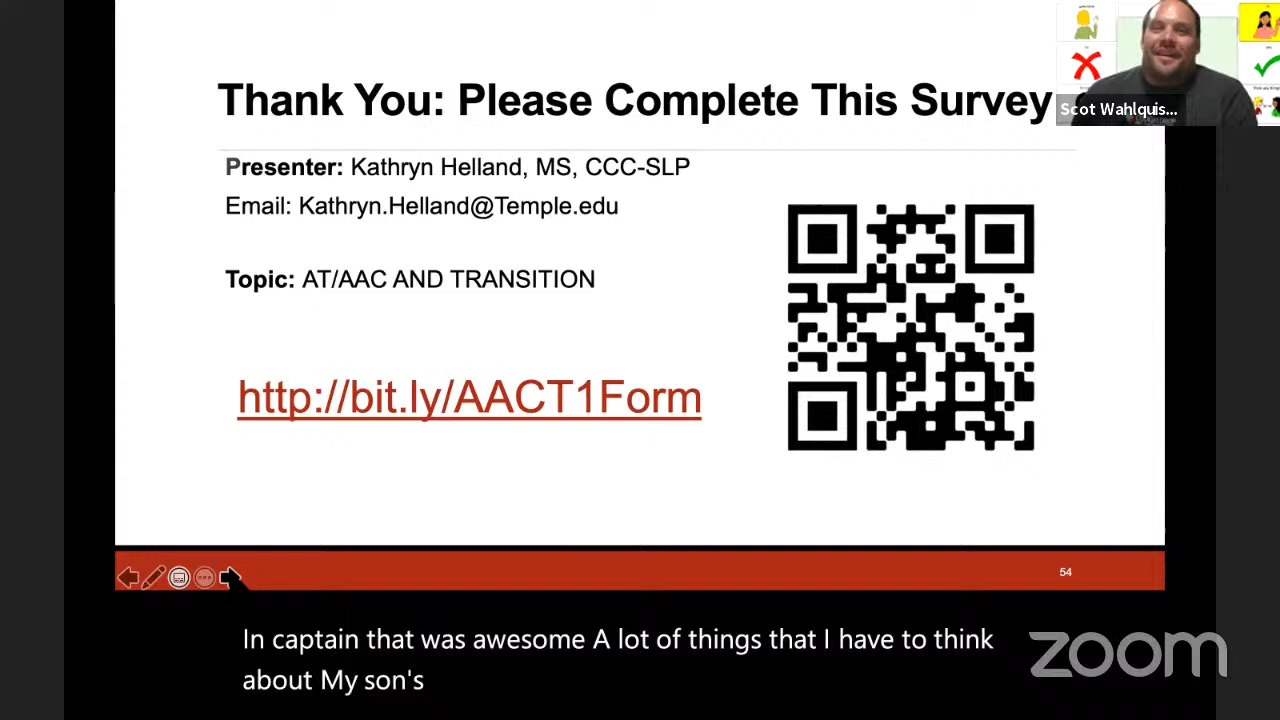 Thank You: Please Complete This Survey
Scot Wahlquis...
Presenter: Kathryn Helland, MS, CCC-SLP
Email: Kathryn.Helland@Temple.edu
Topic: AT/AAC AND TRANSITION
http://bit.ly/AACT1Form
54
In captain that was awesome A lot of things that I have to think
about My son's
zoom